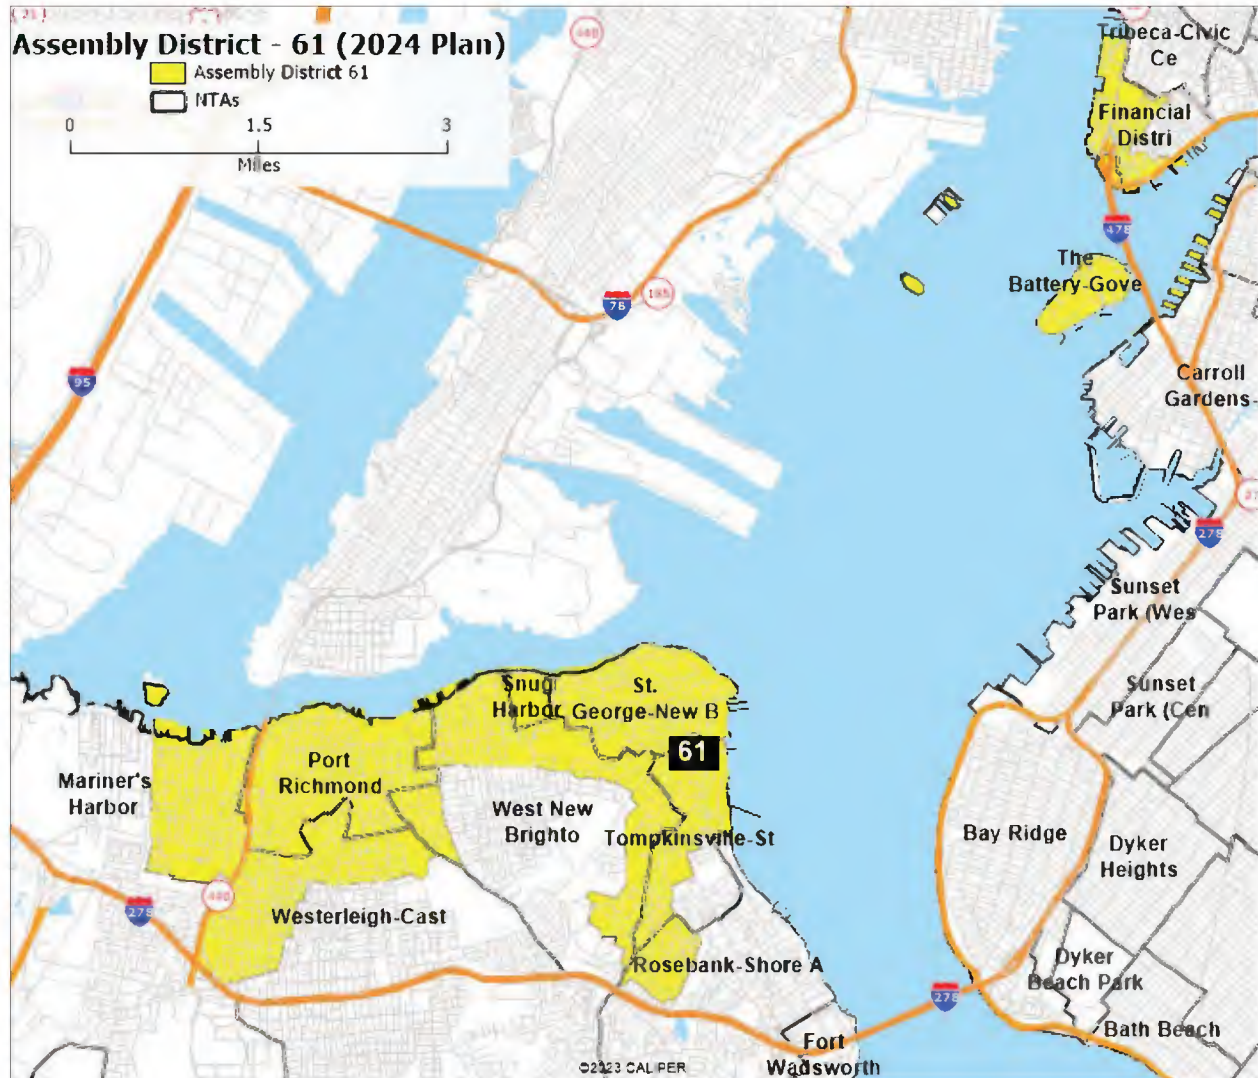 Assembly District - 61 (2024 Plan)
Assembly District 61
NTAs
0 1.5 3
Miles
440
Tribeca-Civic
Ce
Financial
Distri
478
The
Battery-Gove
78
185
95
Carroll
Gardens-
278
Sunset
Park (Wes
Sunset
Park (Cen
Snug
Harbor
St.
George-New B
61
Port
Richmond
Mariner's
Harbor
West New
Brighto
Tompkinsville-St
Bay Ridge
Dyker
Heights
440
278
Westerleigh-Cast
Rosebank-Shore A
Dyker
Beach Park
278
Bath Beach
Fort
Wadsworth
©2023 CALIPER